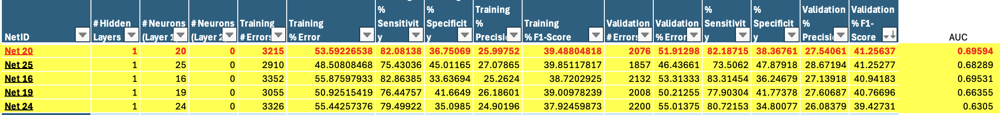 NetID # Hidden Layers # Neurons (Layer 1 # Neurons (Layer 2 Training # Errors Training % Error % Sensitivity % Specificity Training % Precisi Training % F1-Score Validation # Errors Validation % Error % Sensitivity % Specificity Validation % Precisi Validation % F1-Score AUC
Net 20 1 20 0 3215 53.59226538 82.08138 36.75069 25.99752 39.48804818 2076 51.91298 82.18715 38.36761 27.54061 41.25637 0.69594
Net 25 1 25 0 2910 48.50808468 75.43036 45.01165 27.07865 39.85117817 1857 46.43661 73.5062 47.87918 28.67194 41.25277 0.68289
Net 16 1 16 0 3352 55.87597933 82.86385 33.63694 25.2624 38.7202925 2132 53.31333 83.31454 36.24679 27.13918 40.94183 0.69531
Net 19 1 19 0 3055 50.92515419 76.44757 41.6649 26.18601 39.00978239 2008 50.21255 77.90304 41.77378 27.60687 40.76696 0.66355
Net 24 1 24 0 3326 55.44257376 79.49922 35.0985 24.90196 37.92459873 2200 55.01375 80.72153 34.80077 26.08379 39.42731 0.6305